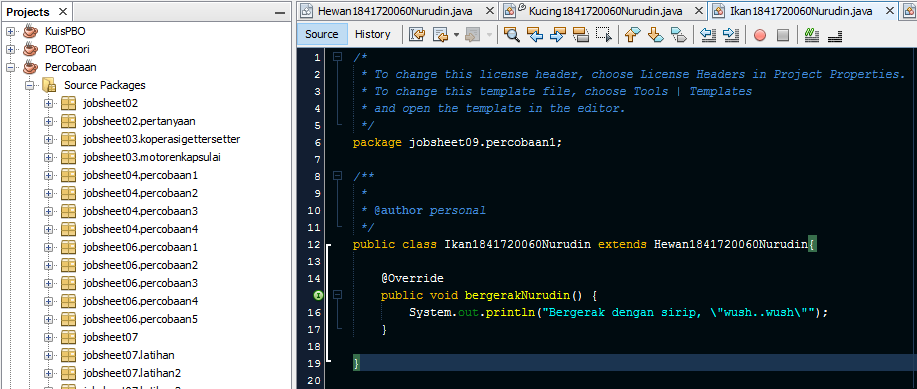 Projects
KuisPBO
PBOTeori
Percobaan
Source Packages
jobsheet02
jobsheet02.pertanyaan
jobsheet03.koperasigettersetter
jobsheet03.motorenkapsulai
jobsheet04.percobaan1
jobsheet04.percobaan2
jobsheet04.percobaan3
jobsheet04.percobaan4
jobsheet06.percobaan1
jobsheet06.percobaan2
jobsheet06.percobaan3
jobsheet06.percobaan4
jobsheet06.percobaan5
jobsheet07
jobsheet07.latihan
jobsheet07.latihan2
Hewan1841720060Nurudin.java
Kucing1841720060Nurudin.java
Ikan1841720060Nurudin.java
Source History
1 /*
2 * To change this license header, choose License Headers in Project Properties.
3 * To change this template file, choose Tools | Templates
4 * and open the template in the editor.
5 */
6 package jobsheet09.percobaan1;
7
8 /**
9 *
10 * @author personal
11 */
12 public class Ikan1841720060Nurudin extends Hewan1841720060Nurudin{
13
14 @Override
public void bergerakNurudin() {
16 System.out.println("Bergerak dengan sirip, \"wush..wush\"");
17 }
18
19 }
20